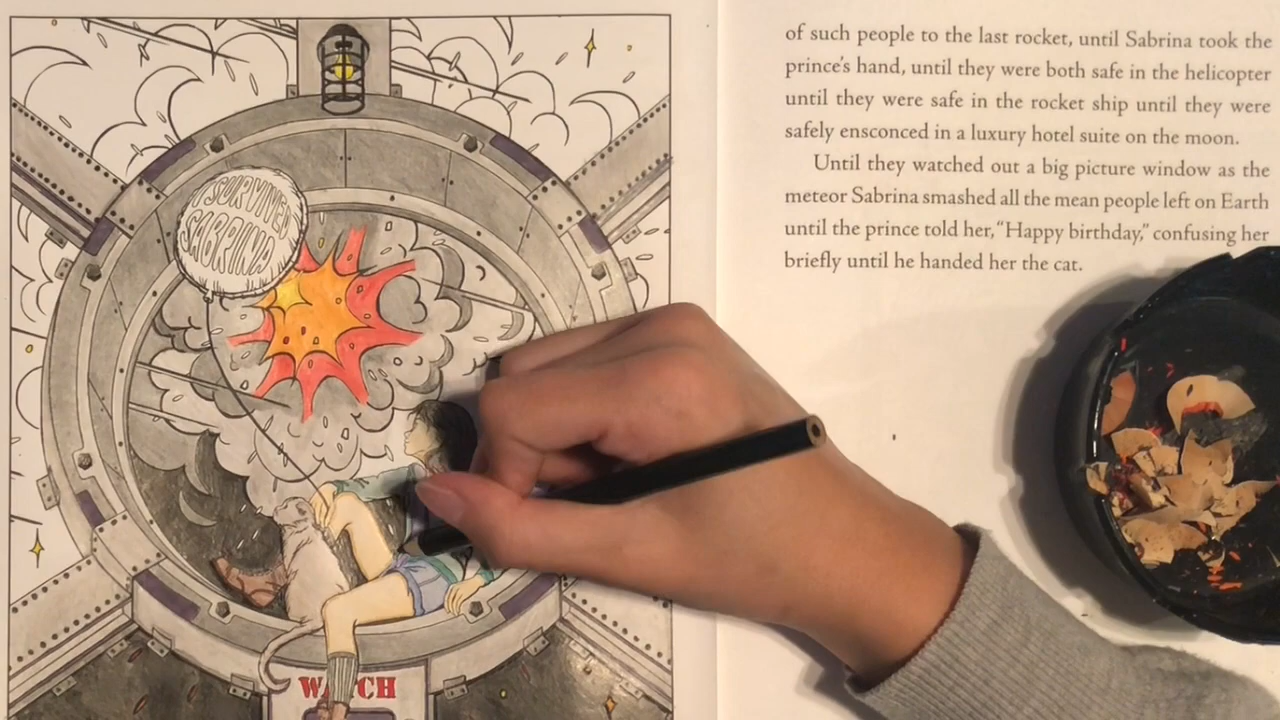 I SURVIVED
SABRINA
WATCH
of such people to the last rocket, until Sabrina took the
prince's hand, until they were both safe in the helicopter
until they were safe in the rocket ship until they were
safely ensconced in a luxury hotel suite on the moon.
Until they watched out a big picture window as the
meteor Sabrina smashed all the mean people left on Earth
until the prince told her, “Happy birthday,” confusing her
briefly until he handed her the cat.